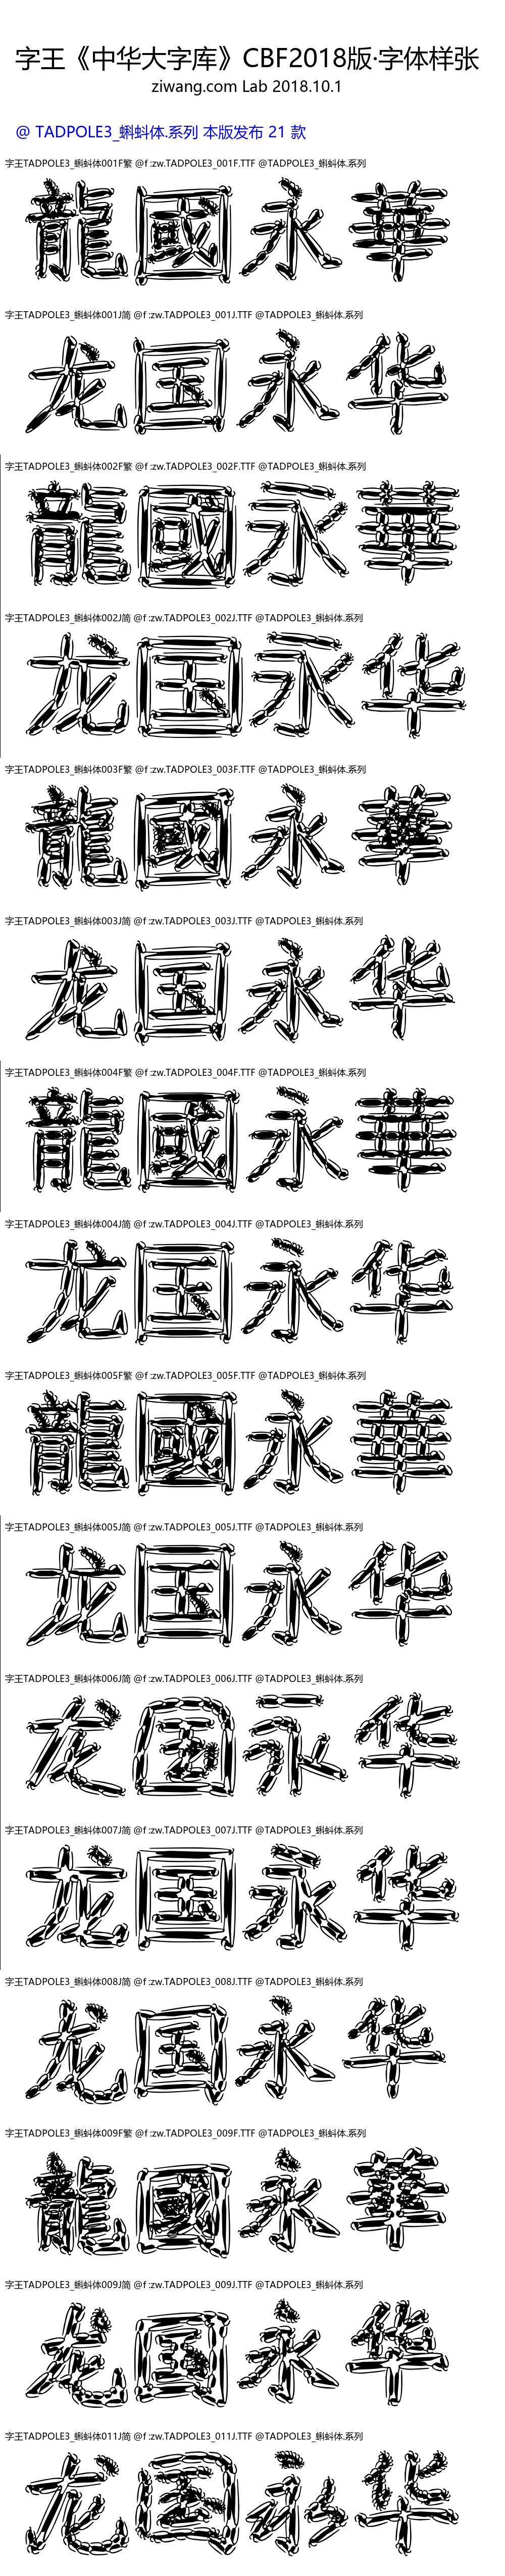 字王《中华大字库》CBF2018版·字体样张
ziwang.com Lab 2018.10.1
@ TADPOLE3_蝌蚪体.系列 本版发布 21 款
字王TADPOLE3_蝌蚪体001F繁 @f :zw.TADPOLE3_001F.TTF @TADPOLE3_蝌蚪体.系列
龍國永華
字王TADPOLE3_蝌蚪体001J简 @f :zw.TADPOLE3_001J.TTF @TADPOLE3_蝌蚪体.系列
龙国永华
字王TADPOLE3_蝌蚪体002F繁 @f :zw.TADPOLE3_002F.TTF @TADPOLE3_蝌蚪体.系列
龍國永華
字王TADPOLE3_蝌蚪体002J简 @f :zw.TADPOLE3_002J.TTF @TADPOLE3_蝌蚪体.系列
龙国永华
字王TADPOLE3_蝌蚪体003F繁 @f :zw.TADPOLE3_003F.TTF @TADPOLE3_蝌蚪体.系列
龍國永華
字王TADPOLE3_蝌蚪体003J简 @f :zw.TADPOLE3_003J.TTF @TADPOLE3_蝌蚪体.系列
龙国永华
字王TADPOLE3_蝌蚪体004F繁 @f :zw.TADPOLE3_004F.TTF @TADPOLE3_蝌蚪体.系列
龍國永華
字王TADPOLE3_蝌蚪体004J简 @f :zw.TADPOLE3_004J.TTF @TADPOLE3_蝌蚪体.系列
龙国永华
字王TADPOLE3_蝌蚪体005F繁 @f :zw.TADPOLE3_005F.TTF @TADPOLE3_蝌蚪体.系列
龍國永華
字王TADPOLE3_蝌蚪体005J简 @f :zw.TADPOLE3_005J.TTF @TADPOLE3_蝌蚪体.系列
龙国永华
字王TADPOLE3_蝌蚪体006J简 @f :zw.TADPOLE3_006J.TTF @TADPOLE3_蝌蚪体.系列
龙国永华
字王TADPOLE3_蝌蚪体007J简 @f :zw.TADPOLE3_007J.TTF @TADPOLE3_蝌蚪体.系列
龙国永华
字王TADPOLE3_蝌蚪体008J简 @f :zw.TADPOLE3_008J.TTF @TADPOLE3_蝌蚪体.系列
龙国永华
字王TADPOLE3_蝌蚪体009F繁 @f :zw.TADPOLE3_009F.TTF @TADPOLE3_蝌蚪体.系列
龍國永華
字王TADPOLE3_蝌蚪体009J简 @f :zw.TADPOLE3_009J.TTF @TADPOLE3_蝌蚪体.系列
龙国永华
字王TADPOLE3_蝌蚪体011J简 @f :zw.TADPOLE3_011J.TTF @TADPOLE3_蝌蚪体.系列
龙国永华